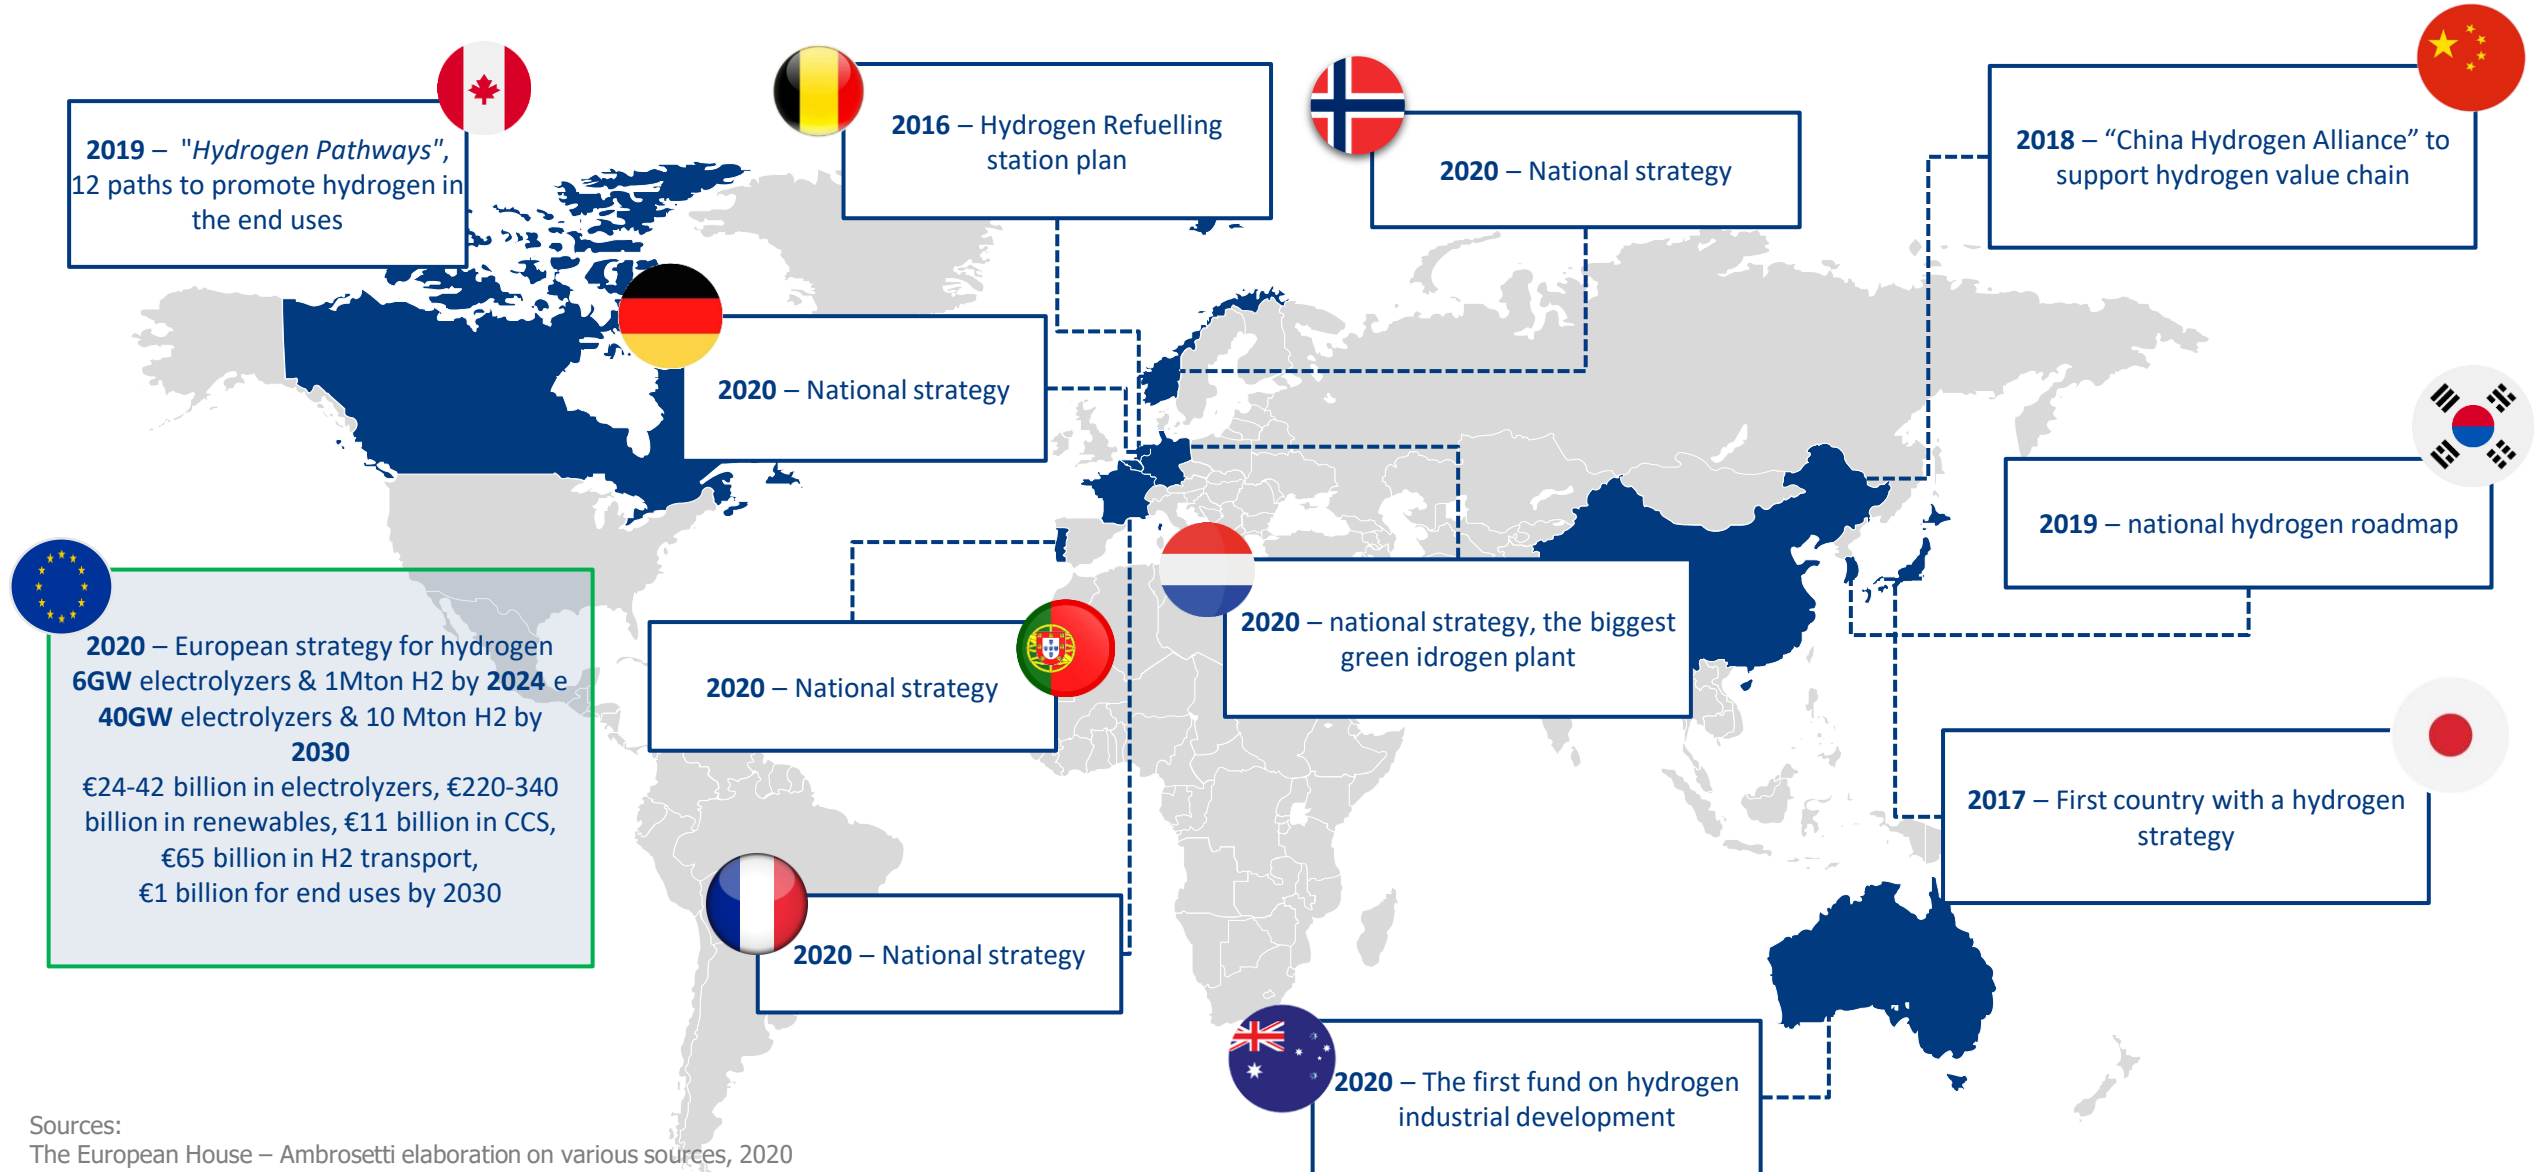 2019 –  "Hydrogen Pathways",
12 paths to promote hydrogen in
the end uses
2016 – Hydrogen Refuelling
station plan
2020 – National strategy
2018 – “China Hydrogen Alliance” to
support hydrogen value chain
2020 – National strategy
2019 – national hydrogen roadmap
2020 – European strategy for hydrogen
6GW electrolyzers & 1Mton H2 by 2024 e
40GW electrolyzers & 10 Mton H2 by
2030
€24-42 billion in electrolyzers, €220-340
billion in renewables, €11 billion in CCS,
€65 billion in H2 transport,
€1 billion for end uses by 2030
2020 – National strategy
2020 – national strategy, the biggest
green idrogen plant
2017 – First country with a hydrogen
strategy
2020 – National strategy
2020 – The first fund on hydrogen
industrial development
Sources:
The European House – Ambrosetti elaboration on various sources, 2020